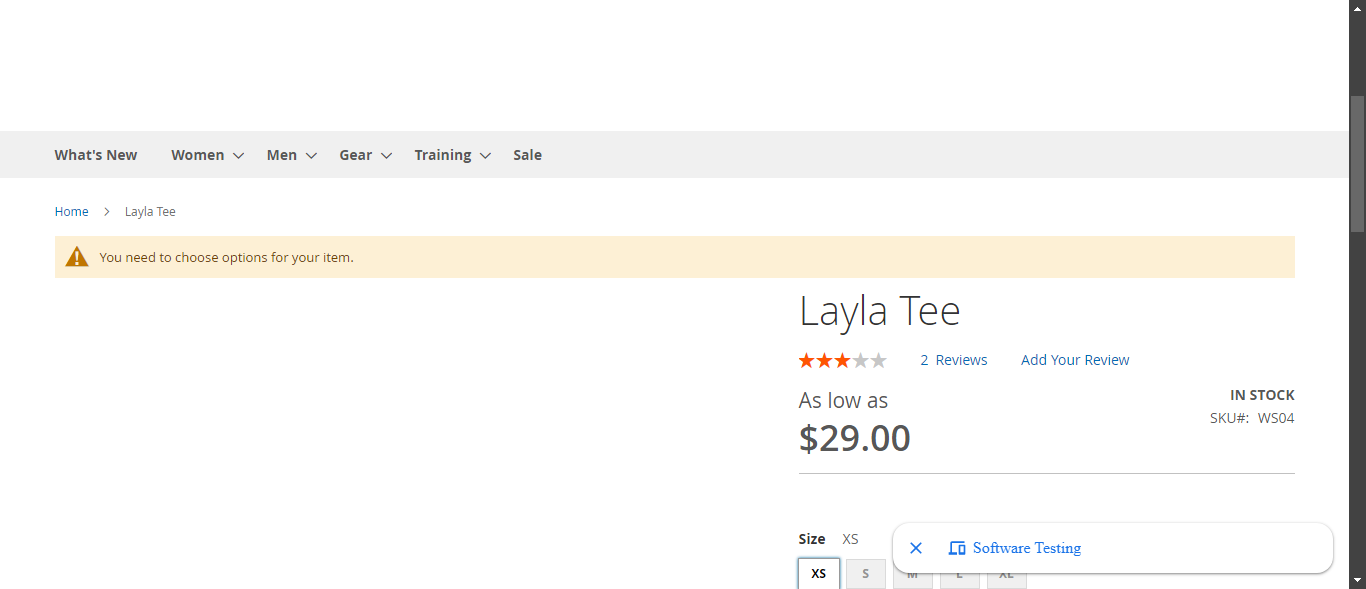 What's New Women Men Gear Training Sale
Home Layla Tee
You need to choose options for your item.
Layla Tee
2 Reviews Add Your Review
As low as
$29.00
IN STOCK
SKU#: WS04
Size XS
XS S M L XL
Software Testing